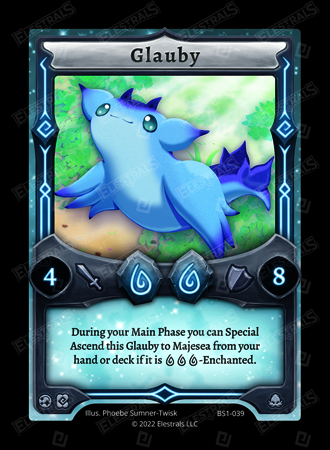 Glauby
4 8
During your Main Phase you can Special
Ascend this Glauby to Majesea from your
hand or deck if it is -Enchanted.
Illus. Phoebe Sumner-Twisk BS1-039
© 2022 Elestrals LLC
ELESTRALS